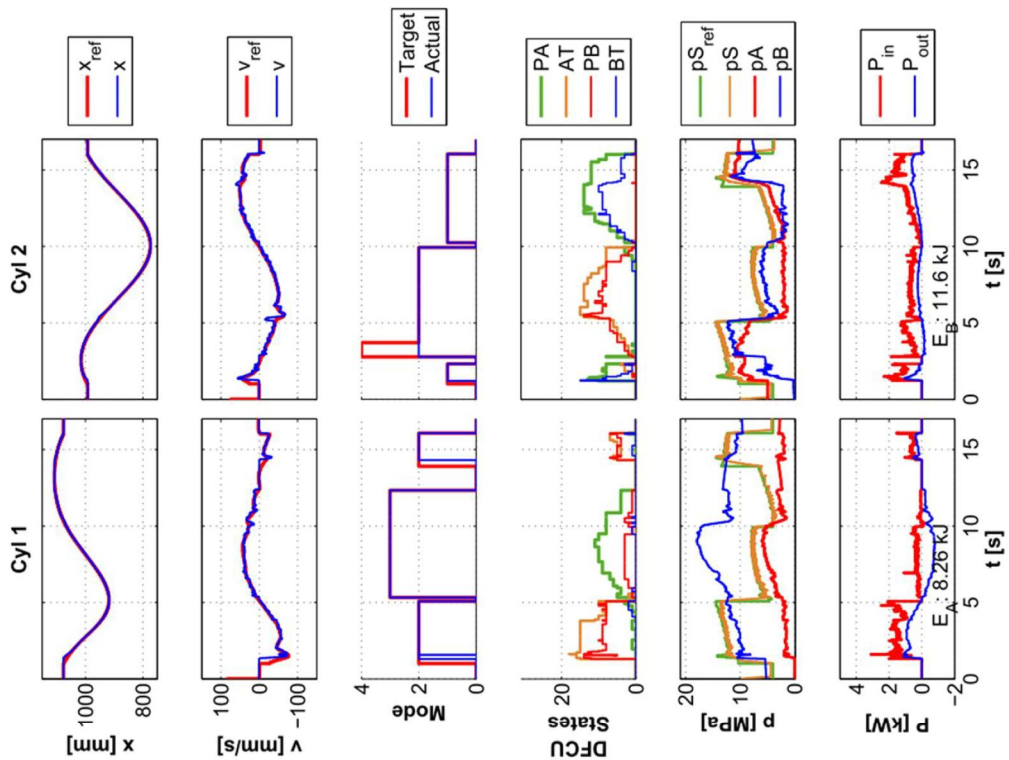 Cyl 1 Cyl 2
x [mm]
1000
800
x_ref
x
v [mm/s]
100
0
-100
v_ref
v
Mode
4
2
0
Target
Actual
DFCU
States
20
0
PA
AT
PB
BT
p [MPa]
20
10
0
pS_ref
pS
pA
pB
P [kW]
4
2
0
-2
E_A: 8.26 kJ
E_B: 11.6 kJ
P_in
P_out
0 5 10 15 0 5 10 15
t [s] t [s]